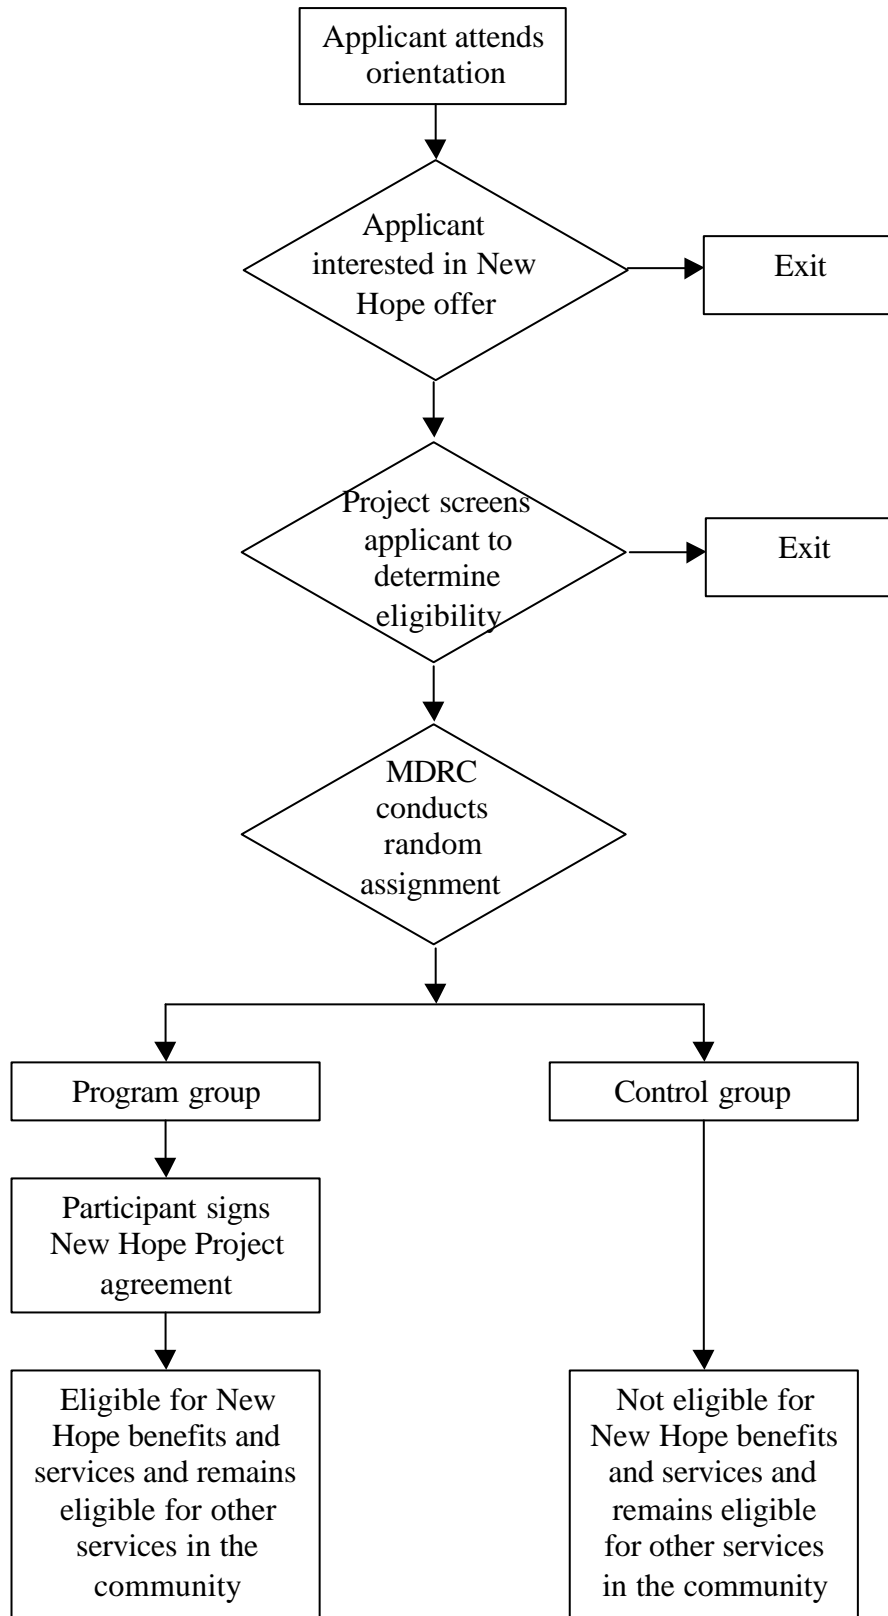 Applicant attends
orientation
Applicant
interested in New
Hope offer
Exit
Project screens
applicant to
determine
eligibility
Exit
MDRC
conducts
random
assignment
Program group
Control group
Participant signs
New Hope Project
agreement
Eligible for New
Hope benefits and
services and remains
eligible for other
services in the
community
Not eligible for
New Hope benefits
and services and
remains eligible
for other services
in the community